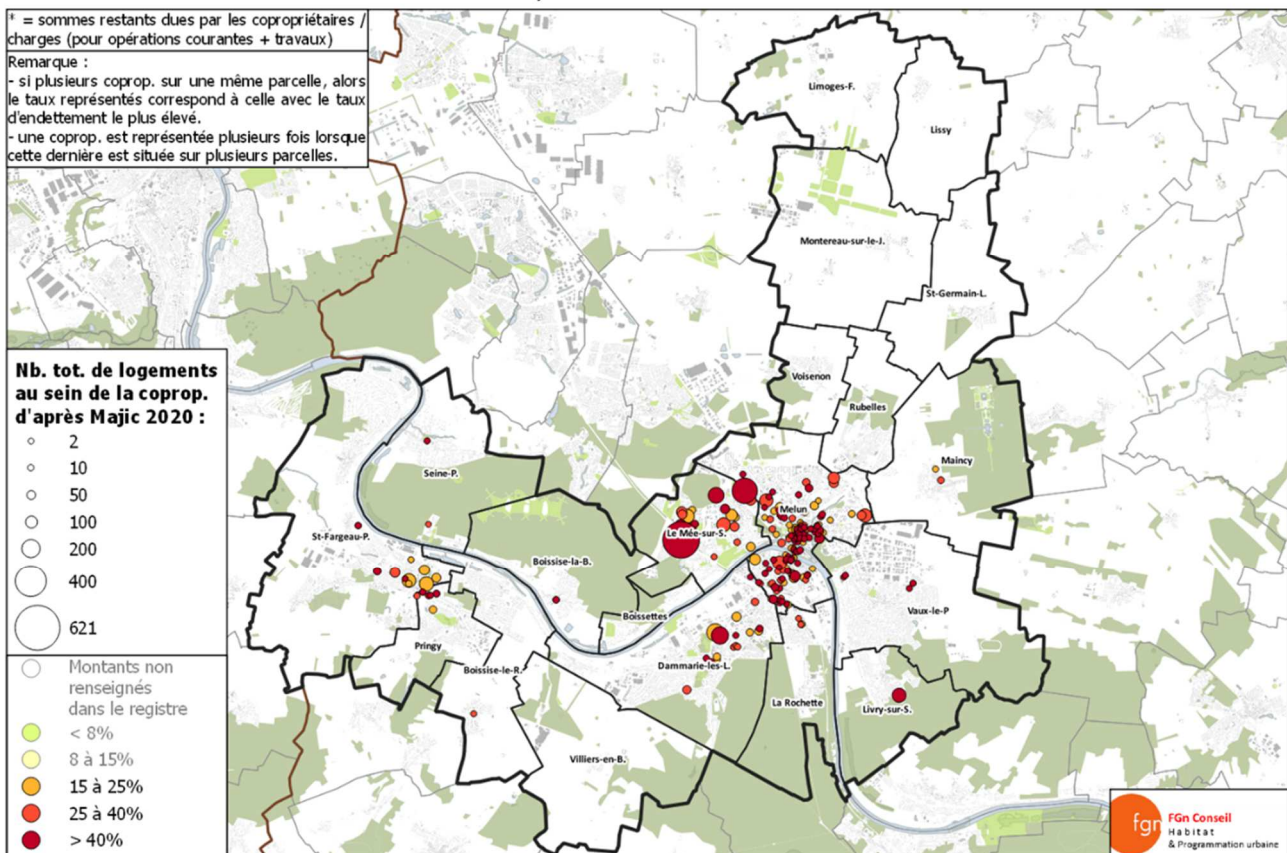 * = sommes restants dues par les copropriétaires /
charges (pour opérations courantes + travaux)
Remarque :
- si plusieurs coprop. sur une même parcelle, alors
le taux représentés correspond à celle avec le taux
d'endettement le plus élevé.
- une coprop. est représentée plusieurs fois lorsque
cette dernière est située sur plusieurs parcelles.
Limoges-F.
Lissy
Montereau-sur-le-J.
St-Germain-L.
Voisenon
Rubelles
Maincy
Seine-P.
Melun
St-Fargeau-P.
Le Mée-sur-S.
Boissise-la-B.
Boissettes
Vaux-le-P
Pringy
Boissise-le-R.
Dammarie-les-L.
La Rochette
Livry-sur-S.
Villiers-en-B.
Nb. tot. de logements
au sein de la coprop.
d'après Majic 2020 :
2
10
50
100
200
400
621
Montants non
renseignés
dans le registre
< 8%
8 à 15%
15 à 25%
25 à 40%
> 40%
fgn
FGn Conseil
Habitat
& Programmation urbaine